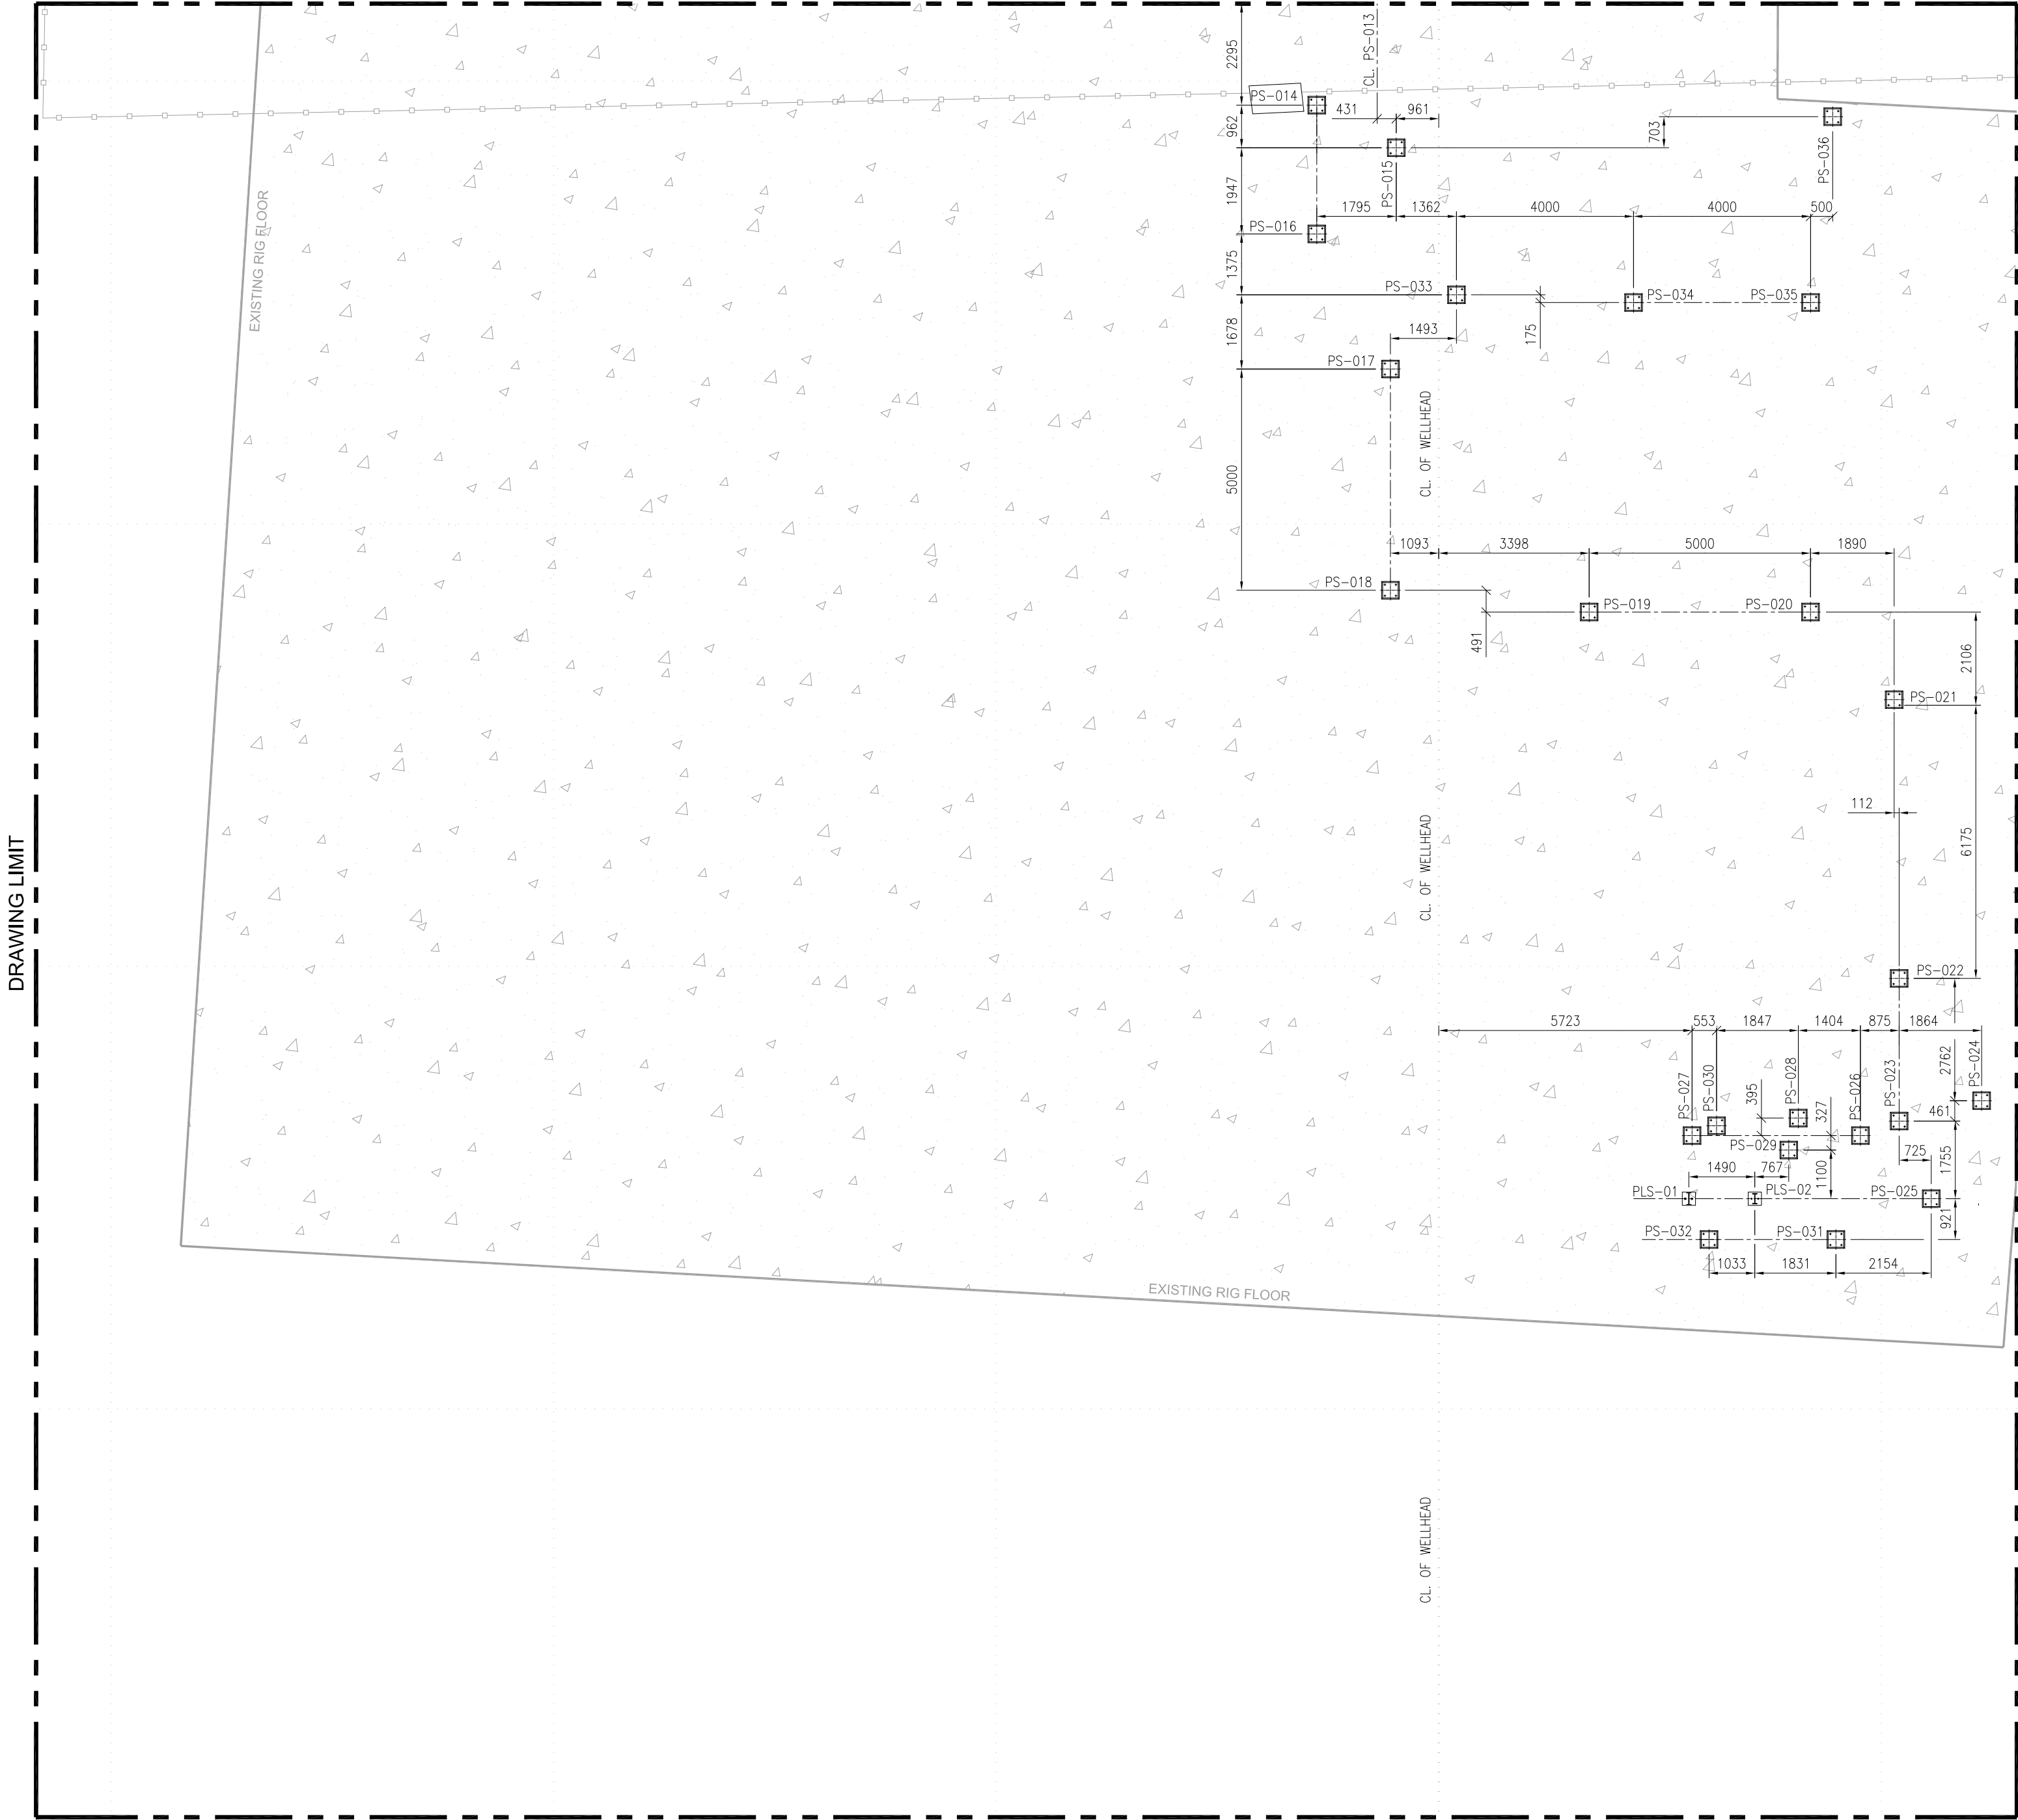 2295
CL. PS-013
PS-014
431
961
962
703
PS-015
PS-036
1947
1795
1362
4000
4000
500
PS-016
EXISTING RIG FLOOR
1375
PS-033
PS-034
PS-035
175
1678
1493
PS-017
CL. OF WELLHEAD
5000
1093
3398
5000
1890
PS-018
PS-019
PS-020
491
2106
PS-021
112
6175
CL. OF WELLHEAD
DRAWING LIMIT
PS-022
5723
553
1847
1404
875
1864
2762
PS-024
PS-027
PS-030
395
PS-028
327
PS-026
PS-023
461
PS-029
725
1755
1490
767
1100
PLS-01
PLS-02
PS-025
921
PS-032
PS-031
1033
1831
2154
EXISTING RIG FLOOR
CL. OF WELLHEAD